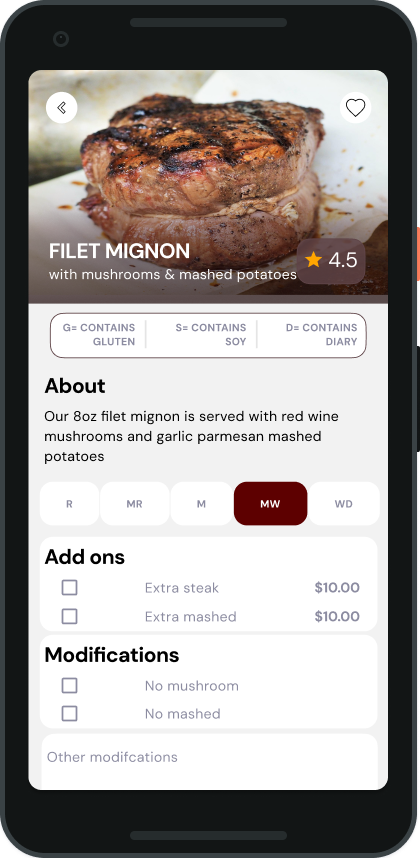 FILET MIGNON
with mushrooms & mashed potatoes
4.5
G= CONTAINS GLUTEN
S= CONTAINS SOY
D= CONTAINS DIARY
About
Our 8oz filet mignon is served with red wine
mushrooms and garlic parmesan mashed
potatoes
R MR M MW WD
Add ons
Extra steak $10.00
Extra mashed $10.00
Modifications
No mushroom
No mashed
Other modifcations